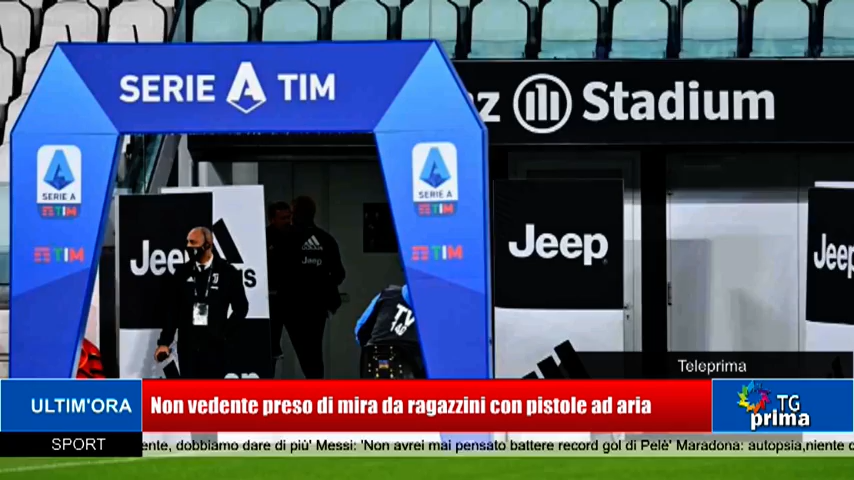 SERIE A TIM
z Stadium
SERIE A
TIM
TIM
SERIE A
TIM
TIM
Jeep
Jeep
Jeep
Jeep
TV
140
Teleprima
ULTIM'ORA
Non vedente preso di mira da ragazzini con pistole ad aria
TG
prima
SPORT
ente, dobbiamo dare di più' Messi: 'Non avrei mai pensato battere record gol di Pelè' Maradona: autopsia,niente